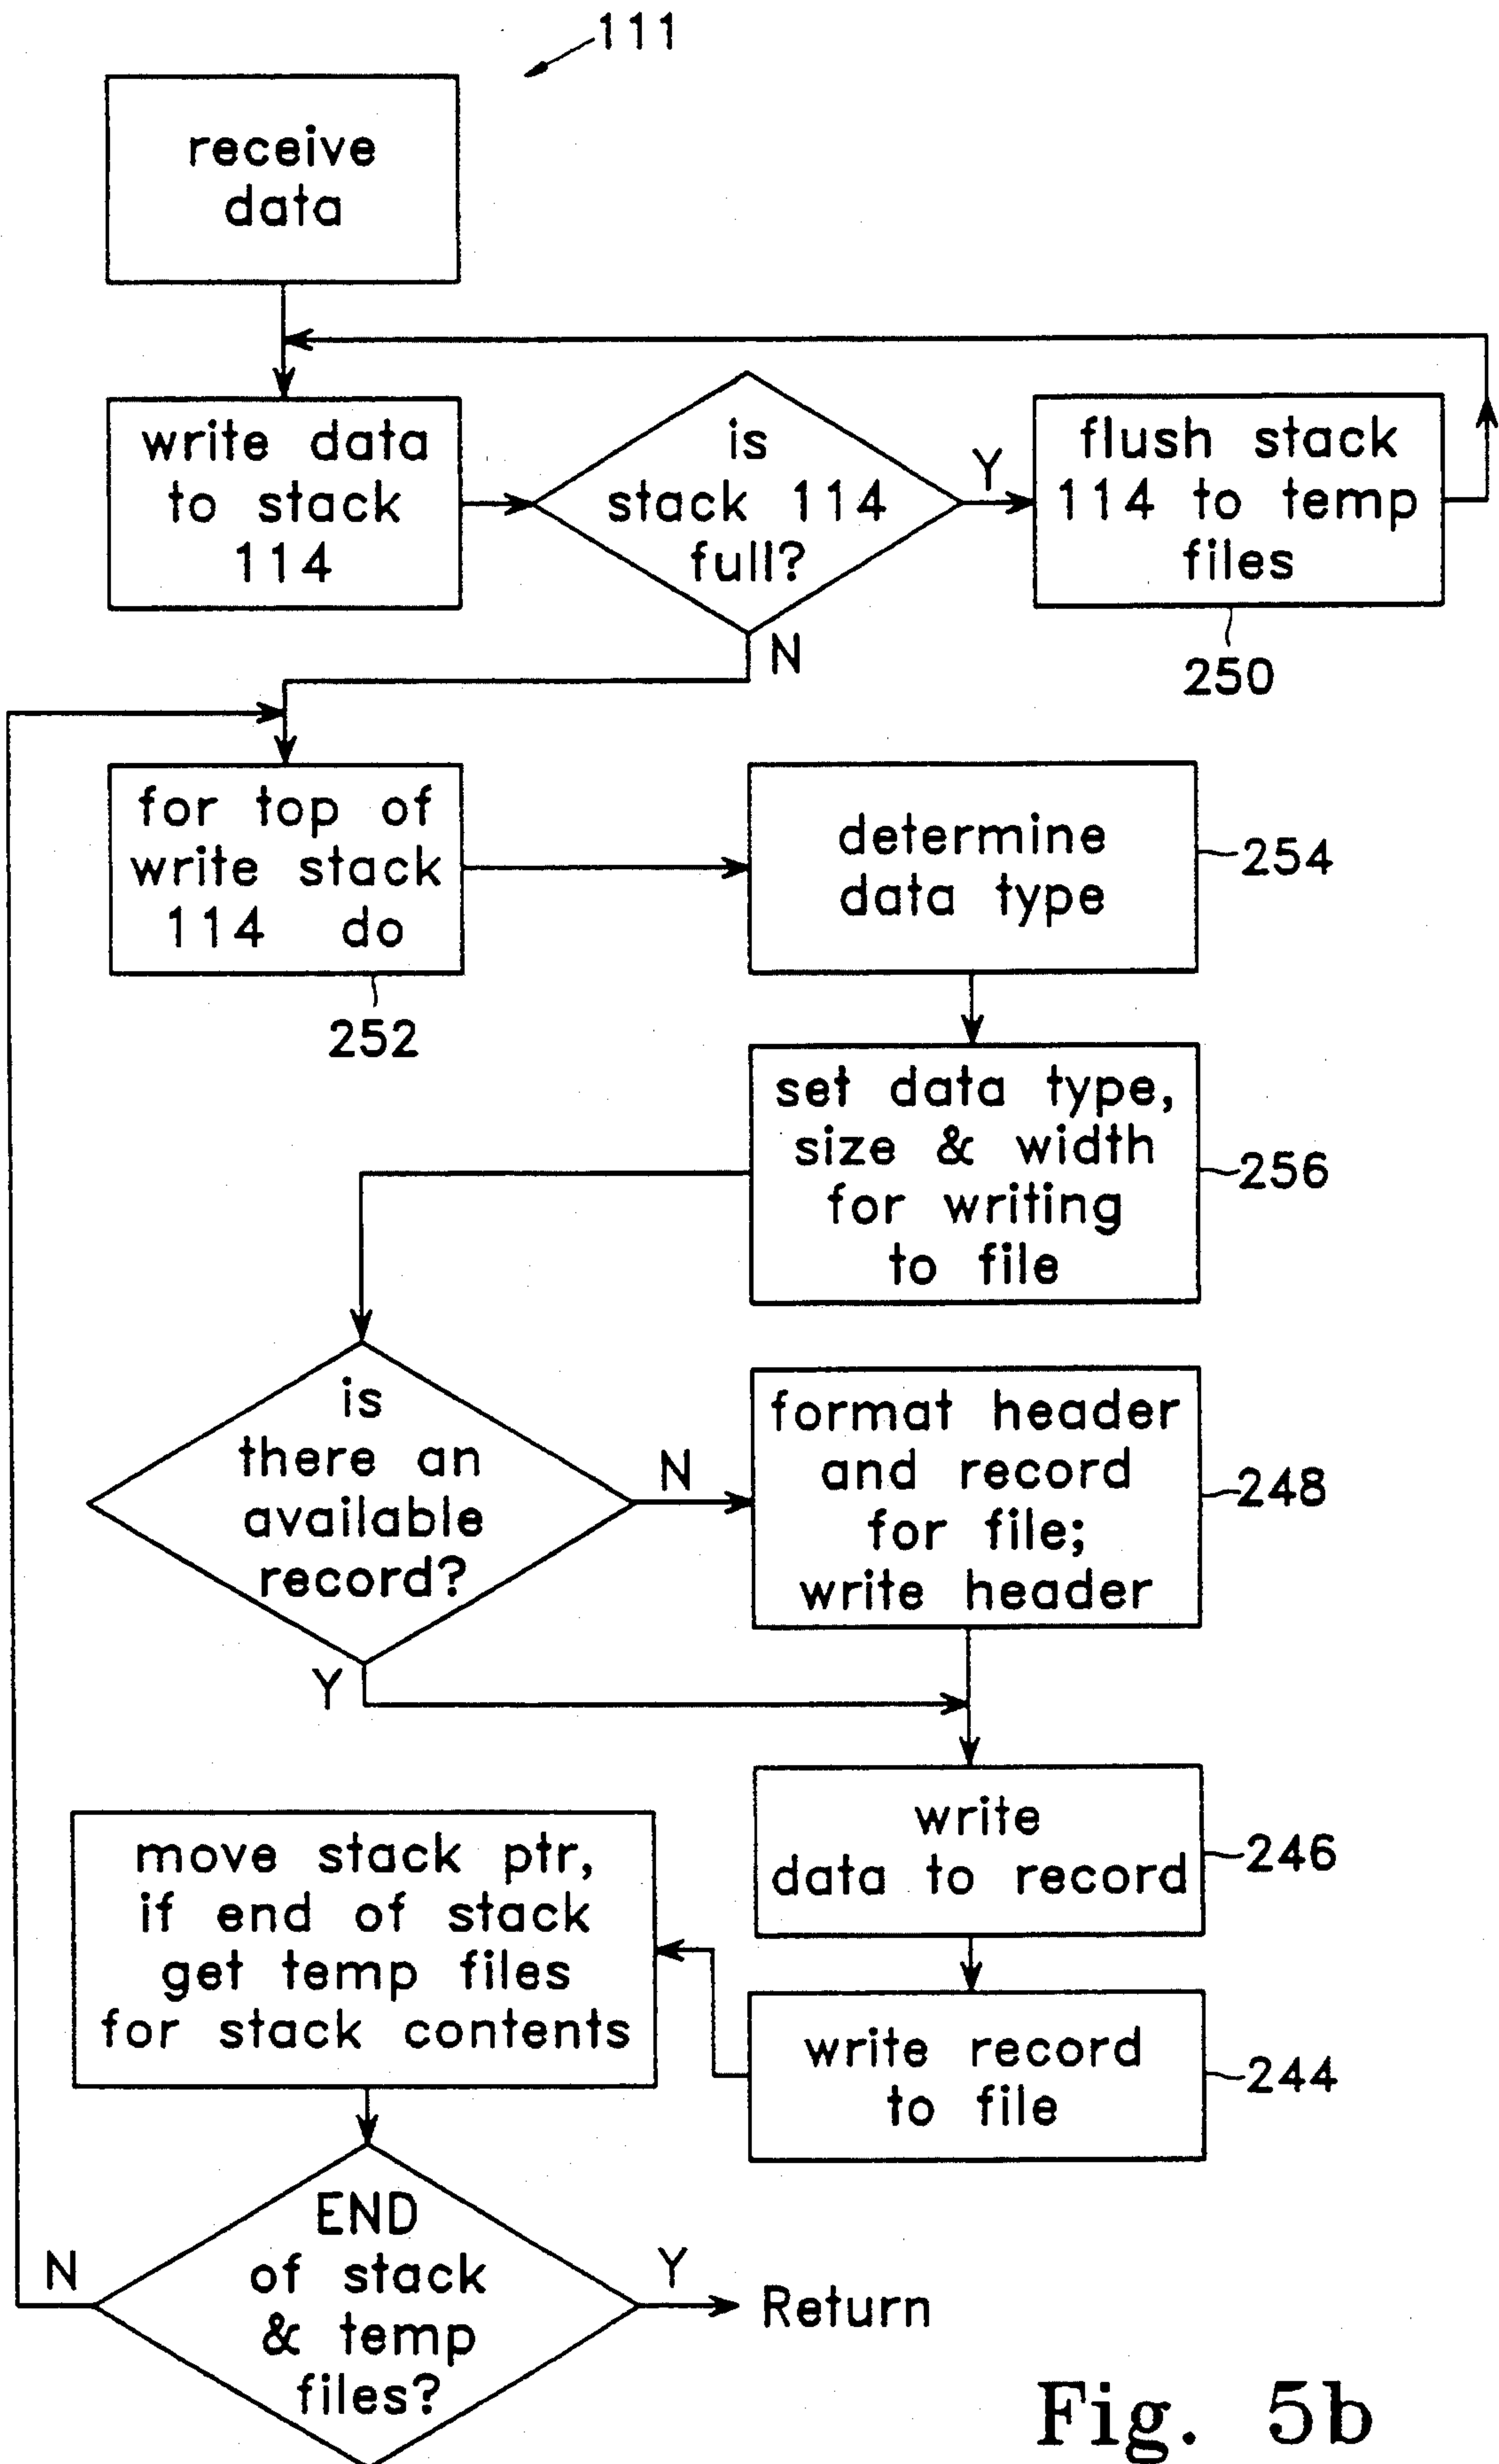 111
receive
data
write data
to stack
114
is
stack 114
full?
Y
flush stack
114 to temp
files
250
N
for top of
write stack
114 do
252
determine
data type
254
set data type,
size & width
for writing
to file
256
is
there an
available
record?
N
format header
and record
for file;
write header
248
Y
write
data to record
246
write record
to file
244
move stack ptr,
if end of stack
get temp files
for stack contents
END
of stack
& temp
files?
N
Y
Return
Fig. 5b